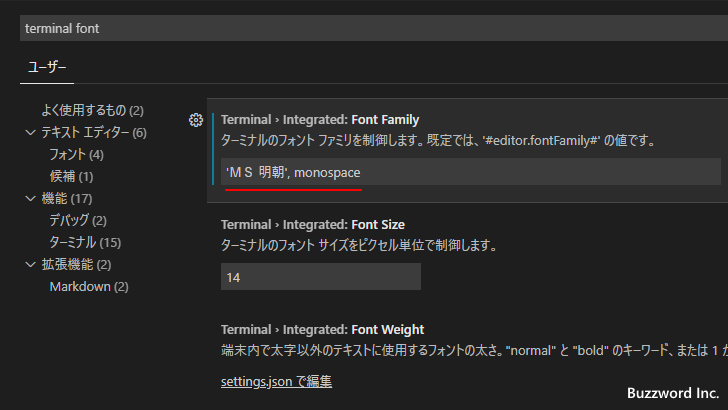 terminal font
ユーザー
よく使用するもの (2)
テキスト エディター (6)
フォント (4)
候補 (1)
機能 (17)
デバッグ (2)
ターミナル (15)
拡張機能 (2)
Markdown (2)
Terminal › Integrated: Font Family
ターミナルのフォント ファミリを制御します。既定では、'#editor.fontFamily#' の値です。
'ＭＳ 明朝', monospace
Terminal › Integrated: Font Size
ターミナルのフォント サイズをピクセル単位で制御します。
14
Terminal › Integrated: Font Weight
端末内で太字以外のテキストに使用するフォントの太さ。"normal" と "bold" のキーワード、または 1 か
settings.json で編集
Buzzword Inc.